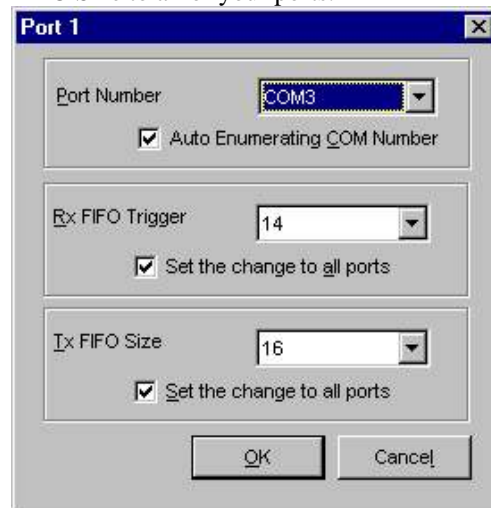 Port 1
Port Number COM3
Auto Enumerating COM Number
Rx FIFO Trigger 14
Set the change to all ports
Tx FIFO Size 16
Set the change to all ports
OK Cancel